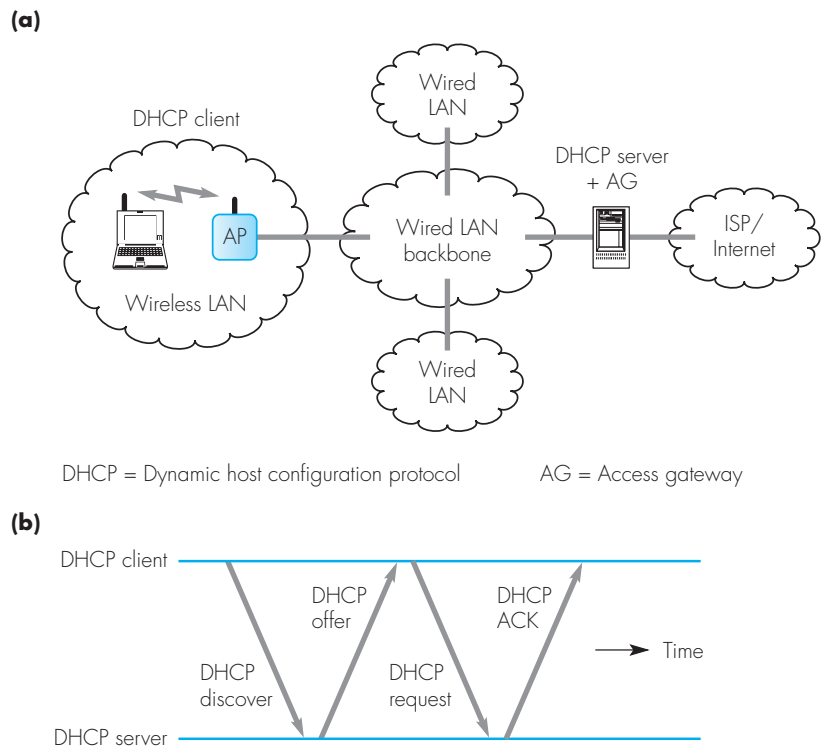 (a)
Wired
LAN
DHCP client
DHCP server
+ AG
AP
Wired LAN
backbone
ISP/
Internet
Wireless LAN
Wired
LAN
DHCP = Dynamic host configuration protocol
AG = Access gateway
(b)
DHCP client
DHCP
offer
DHCP
ACK
Time
DHCP
discover
DHCP
request
DHCP server